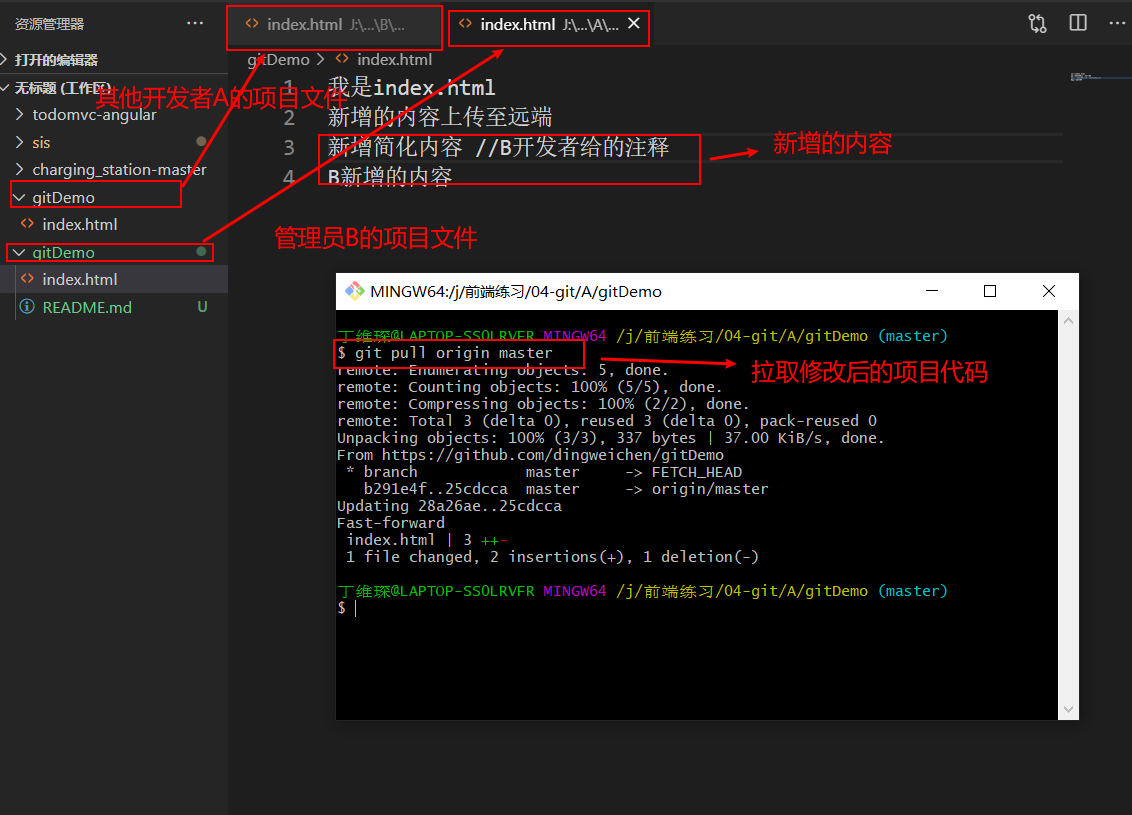 资源管理器 ···
index.html J:\...\B\...
index.html J:\...\A\... ×
打开的编辑器
gitDemo > index.html
无标题 (工作区)
其他开发者A的项目文件
todomvc-angular
sis
charging_station-master
gitDemo
index.html
gitDemo
index.html
README.md U
1 我是index.html
2 新增的内容上传至远端
3 新增简化内容 //B开发者给的注释
4 B新增的内容
新增的内容
管理员B的项目文件
MINGW64:/j/前端练习/04-git/A/gitDemo
丁维琛@LAPTOP-SSOLRVFR MINGW64 /j/前端练习/04-git/A/gitDemo (master)
$ git pull origin master
拉取修改后的项目代码
remote: Enumerating objects: 5, done.
remote: Counting objects: 100% (5/5), done.
remote: Compressing objects: 100% (2/2), done.
remote: Total 3 (delta 0), reused 3 (delta 0), pack-reused 0
Unpacking objects: 100% (3/3), 337 bytes | 37.00 KiB/s, done.
From https://github.com/dingweichen/gitDemo
* branch master -> FETCH_HEAD
b291e4f..25cdcca master -> origin/master
Updating 28a26ae..25cdcca
Fast-forward
index.html | 3 ++-
1 file changed, 2 insertions(+), 1 deletion(-)
丁维琛@LAPTOP-SSOLRVFR MINGW64 /j/前端练习/04-git/A/gitDemo (master)
$